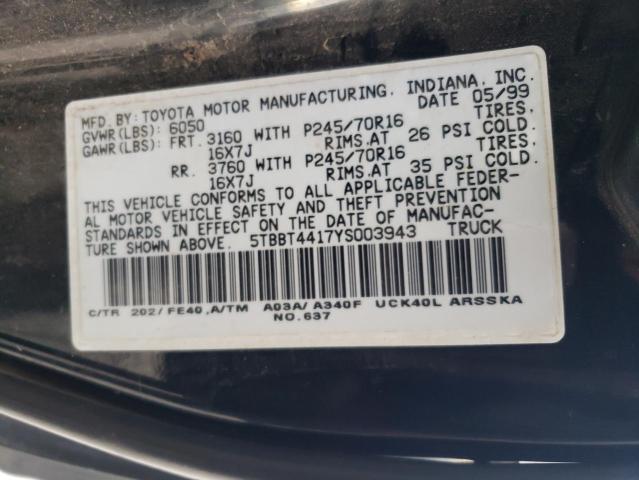 MFD. BY: TOYOTA MOTOR MANUFACTURING, INDIANA, INC.
GVWR(LBS): 6050 DATE 05/99
GAWR(LBS): FRT. 3160 WITH P245/70R16 TIRES,
16X7J RIMS,AT 26 PSI COLD.
RR. 3760 WITH P245/70R16 TIRES,
16X7J RIMS,AT 35 PSI COLD.
THIS VEHICLE CONFORMS TO ALL APPLICABLE FEDER-
AL MOTOR VEHICLE SAFETY AND THEFT PREVENTION
STANDARDS IN EFFECT ON THE DATE OF MANUFAC-
TURE SHOWN ABOVE. 5TBBT4417YS003943 TRUCK
C/TR 202/FE40,A/TM A03A/A340F UCK40L ARSSKA
NO.637